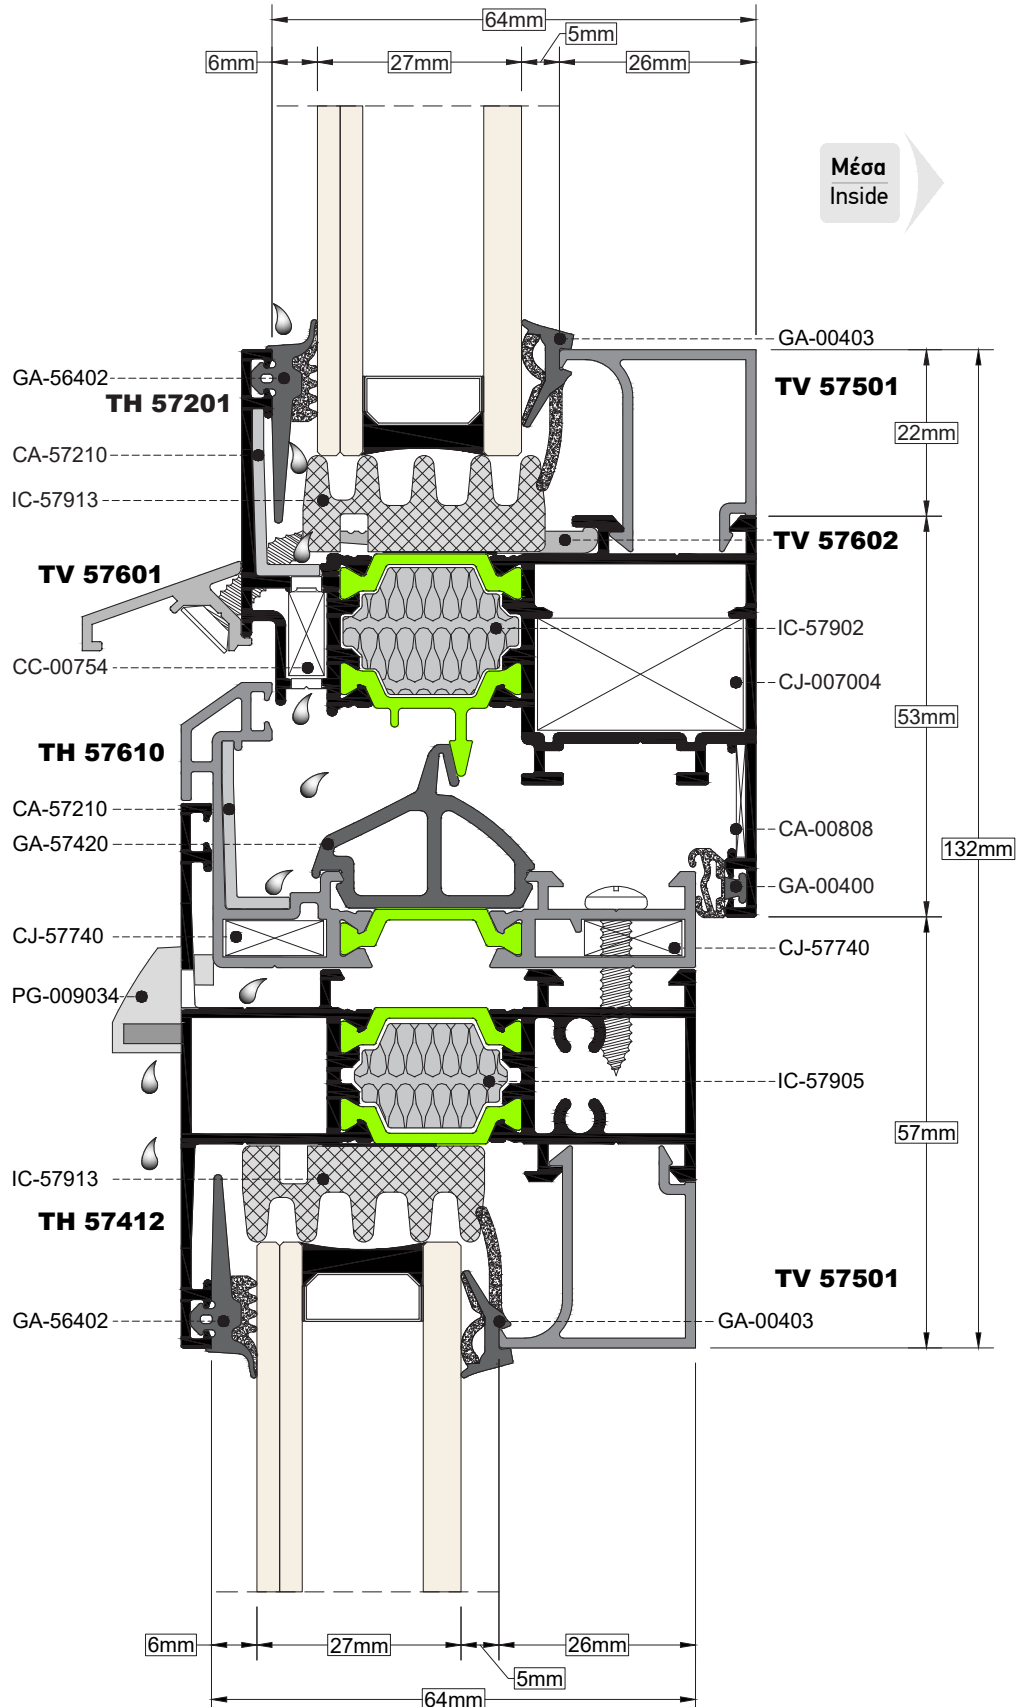 64mm
5mm
6mm
27mm
26mm
Μέσα
Inside
GA-00403
GA-56402
TV 57501
TH 57201
22mm
CA-57210
IC-57913
TV 57602
TV 57601
IC-57902
CC-00754
CJ-007004
53mm
TH 57610
CA-57210
CA-00808
GA-57420
132mm
GA-00400
CJ-57740
CJ-57740
PG-009034
IC-57905
57mm
IC-57913
TH 57412
TV 57501
GA-56402
GA-00403
6mm
27mm
26mm
5mm
64mm